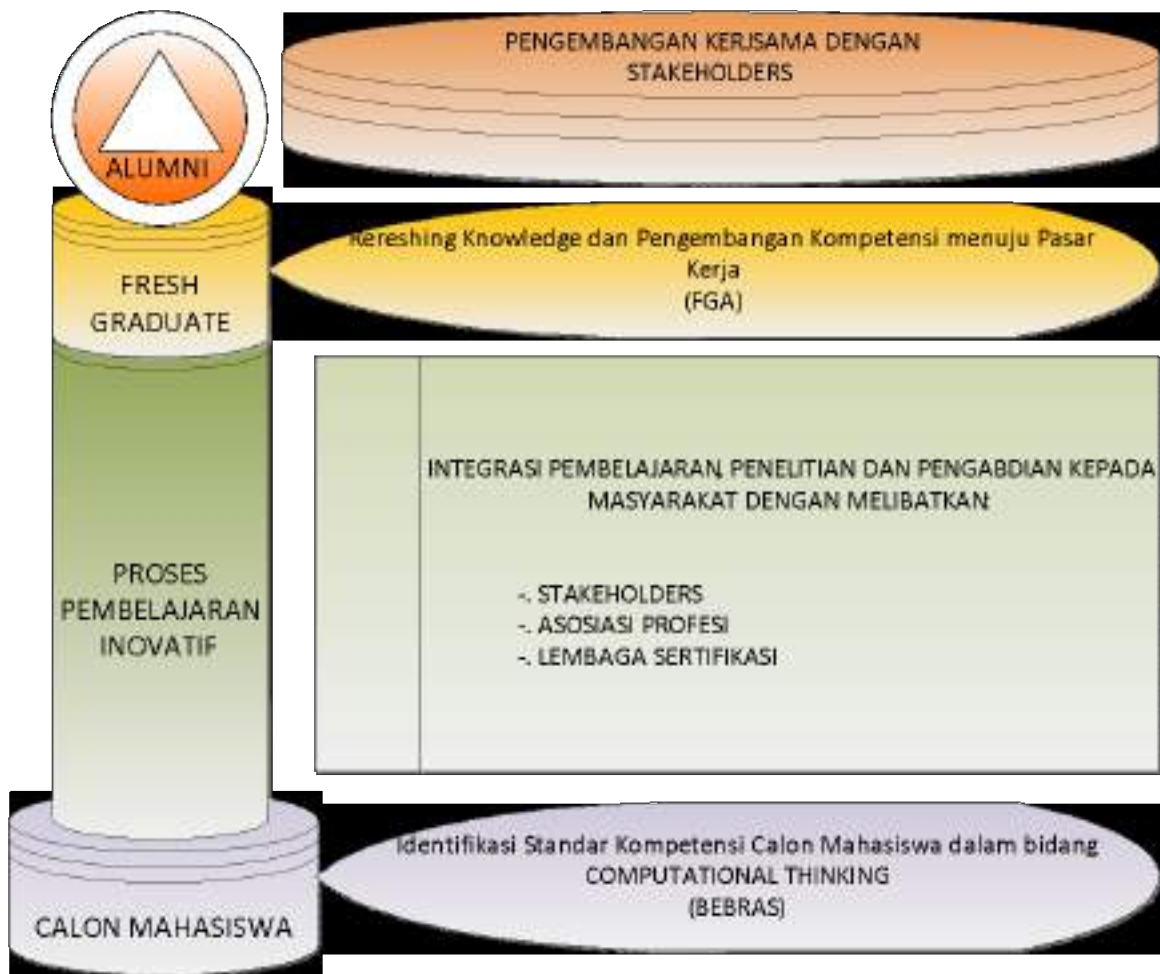 PENGEMBANGAN KERJSAMA DENGAN
STAKEHOLDERS
ALUMNI
Rereshing Knowledge dan Pengembangan Kompetensi menuju Pasar
Kerja
(FGA)
FRESH
GRADUATE
INTEGRASI PEMBELAJARAN, PENELITIAN DAN PENGABDIAN KEPADA
MASYARAKAT DENGAN MELIBATKAN:
-. STAKEHOLDERS
-. ASOSIASI PROFESI
-. LEMBAGA SERTIFIKASI
PROSES
PEMBELAJARAN
INOVATIF
Identifikasi Standar Kompetensi Calon Mahasiswa dalam bidang
COMPUTATIONAL THINKING
(BEBRAS)
CALON MAHASISWA